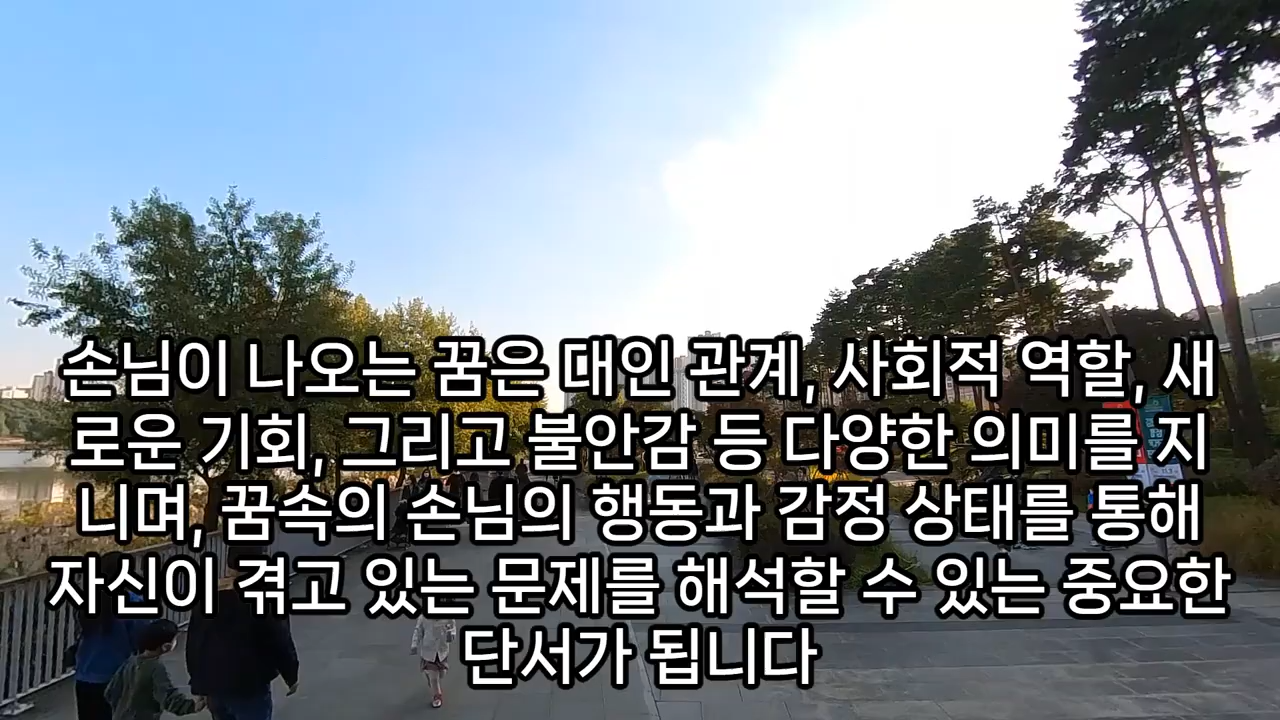 손님이 나오는 꿈은 대인 관계, 사회적 역할, 새
로운 기회, 그리고 불안감 등 다양한 의미를 지
니며, 꿈속의 손님의 행동과 감정 상태를 통해
자신이 겪고 있는 문제를 해석할 수 있는 중요한
단서가 됩니다